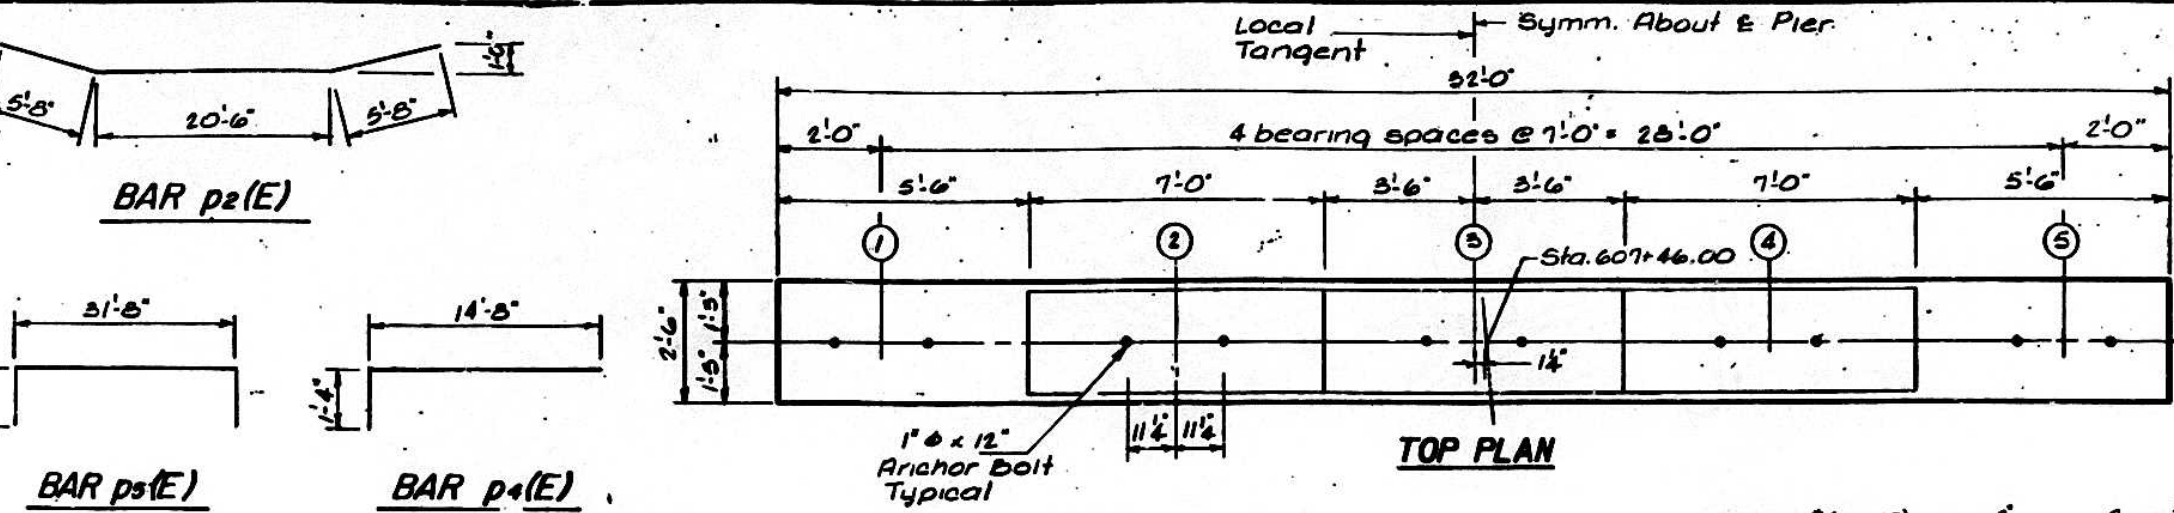 Local
Tangent
Symm. About ℄ Pier
32'-0"
2'-0"
4 bearing spaces @ 7'-0" = 28'-0"
2'-0"
5'-6"
7'-0"
3'-6"
3'-6"
7'-0"
5'-6"
1
2
3
4
5
Sta. 607+46.00
2'-6"
1'-3"
1'-3"
1¼"
11¼"
11¼"
1" ϕ x 12"
Anchor Bolt
Typical
TOP PLAN
5'-8"
20'-6"
5'-8"
BAR p2(E)
31'-8"
BAR p5(E)
14'-8"
1'-4"
BAR p4(E)